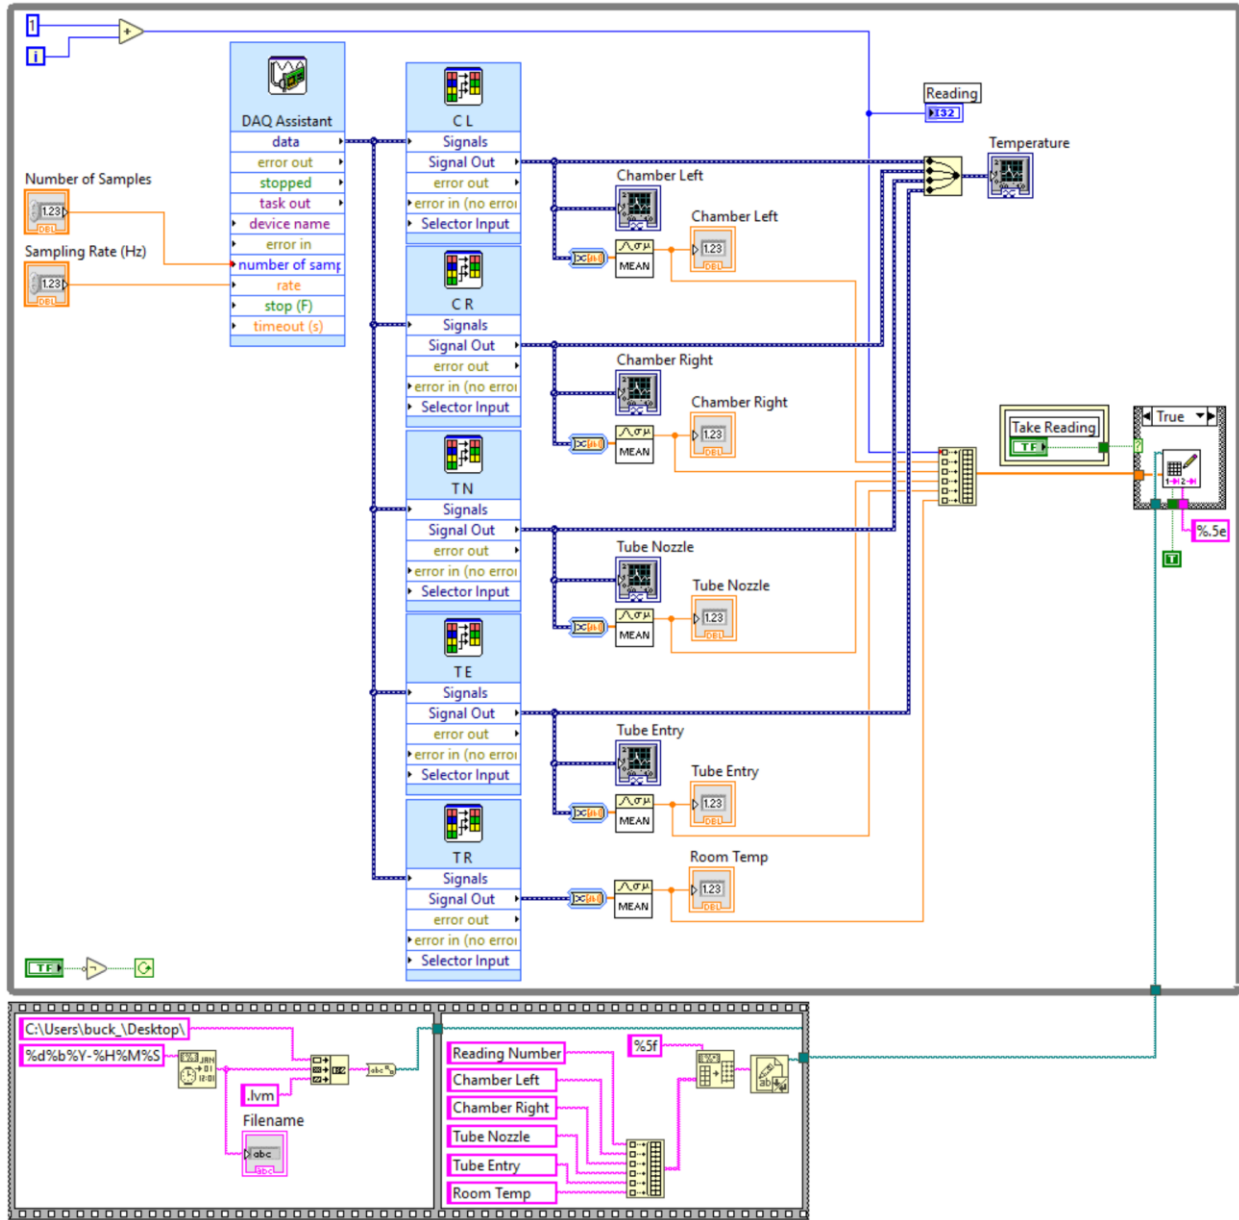 1
i
+
DAQ Assistant
data
error out
stopped
task out
device name
error in
number of samp
rate
stop (F)
timeout (s)
Number of Samples
1.23
DBL
Sampling Rate (Hz)
1.23
DBL
C L
Signals
Signal Out
error out
error in (no erro
Selector Input
Chamber Left
Chamber Left
MEAN
1.23
DBL
C R
Signals
Signal Out
error out
error in (no erro
Selector Input
Chamber Right
Chamber Right
MEAN
1.23
DBL
T N
Signals
Signal Out
error out
error in (no erro
Selector Input
Tube Nozzle
Tube Nozzle
MEAN
1.23
DBL
T E
Signals
Signal Out
error out
error in (no erro
Selector Input
Tube Entry
Tube Entry
MEAN
1.23
DBL
T R
Signals
Signal Out
error out
error in (no erro
Selector Input
Room Temp
MEAN
1.23
DBL
Reading
I32
Temperature
Take Reading
TF
True
%.5e
T
TF
C:\Users\buck_\Desktop\
%d%b%Y-%H%M%S
JAN
01
12:01
.lvm
Filename
abc
abc
Reading Number
Chamber Left
Chamber Right
Tube Nozzle
Tube Entry
Room Temp
%5f